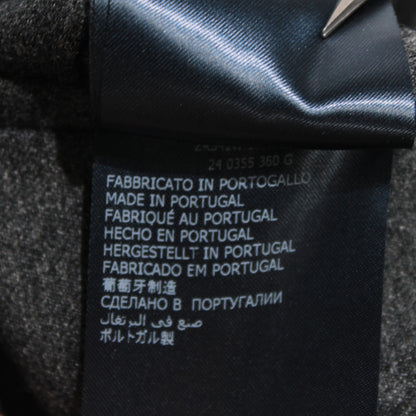 24 0355 360 G
FABBRICATO IN PORTOGALLO
MADE IN PORTUGAL
FABRIQUÉ AU PORTUGAL
HECHO EN PORTUGAL
HERGESTELLT IN PORTUGAL
FABRICADO EM PORTUGAL
葡萄牙制造
СДЕЛАНО В ПОРТУГАЛИИ
صنع في البرتغال
ポルトガル製